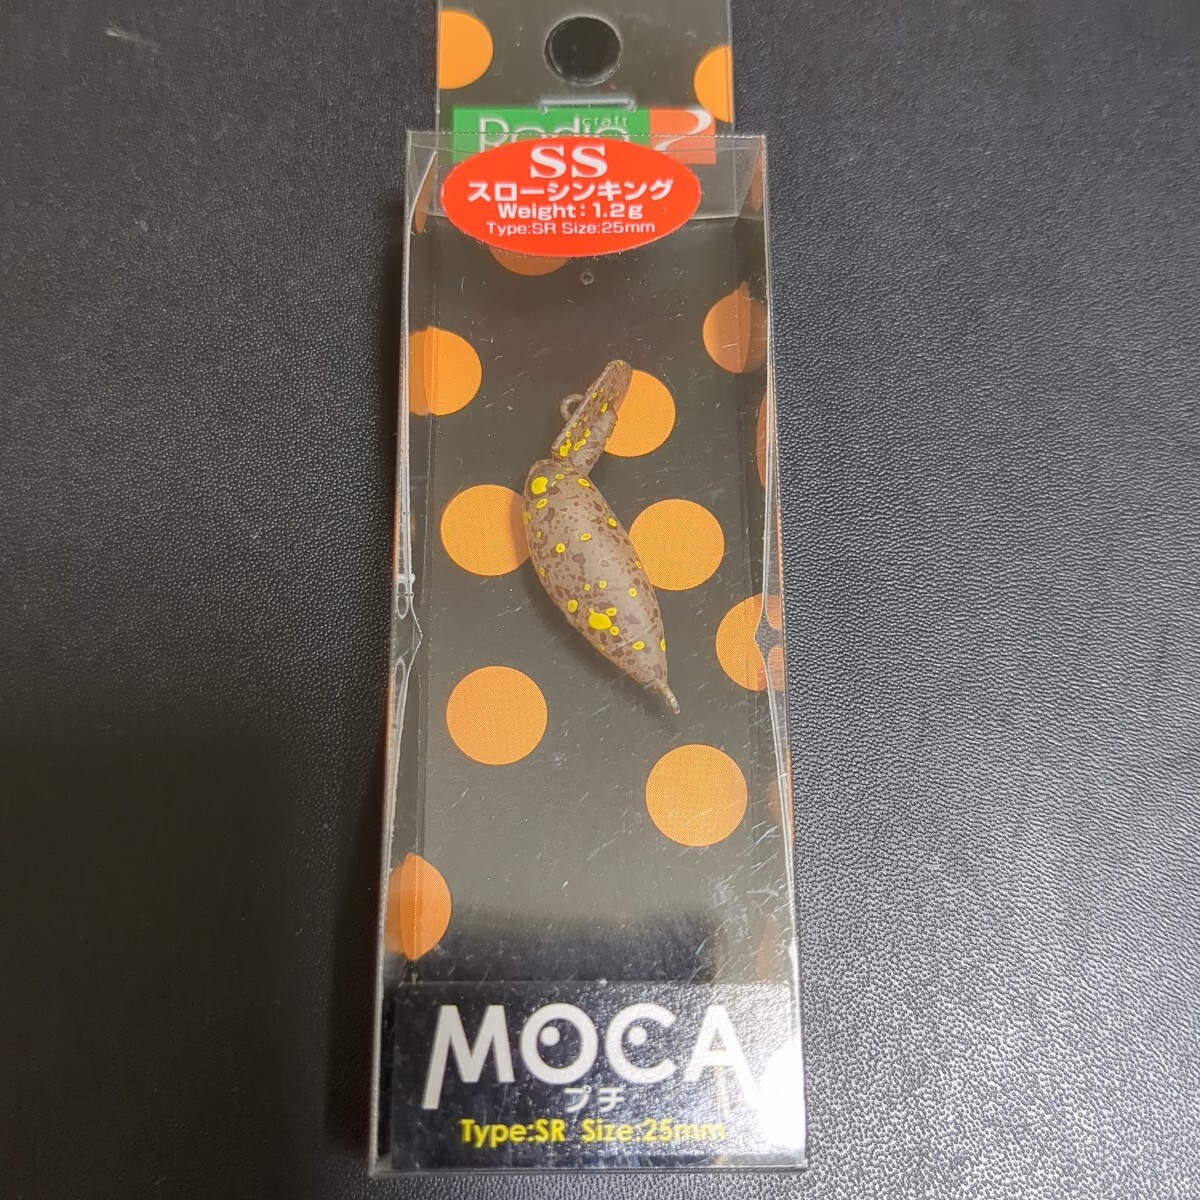 craft
Rodio
SS
スローシンキング
Weight:1.2g
Type:SR Size:25mm
MOCA
プチ
Type:SR Size:25mm